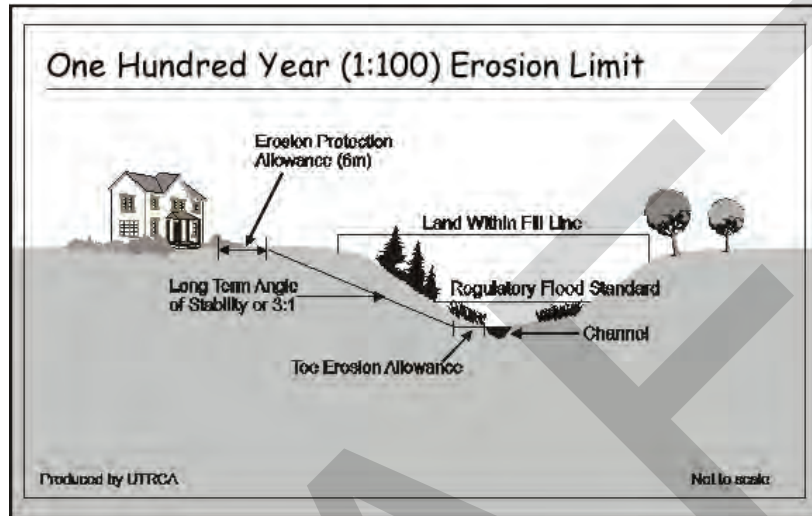 One Hundred Year (1:100) Erosion Limit
Erosion Protection
Allowance (6m)
Land Within Fill Line
Long Term Angle
of Stability or 3:1
Regulatory Flood Standard
Channel
Toe Erosion Allowance
Produced by UTRCA
Not to scale